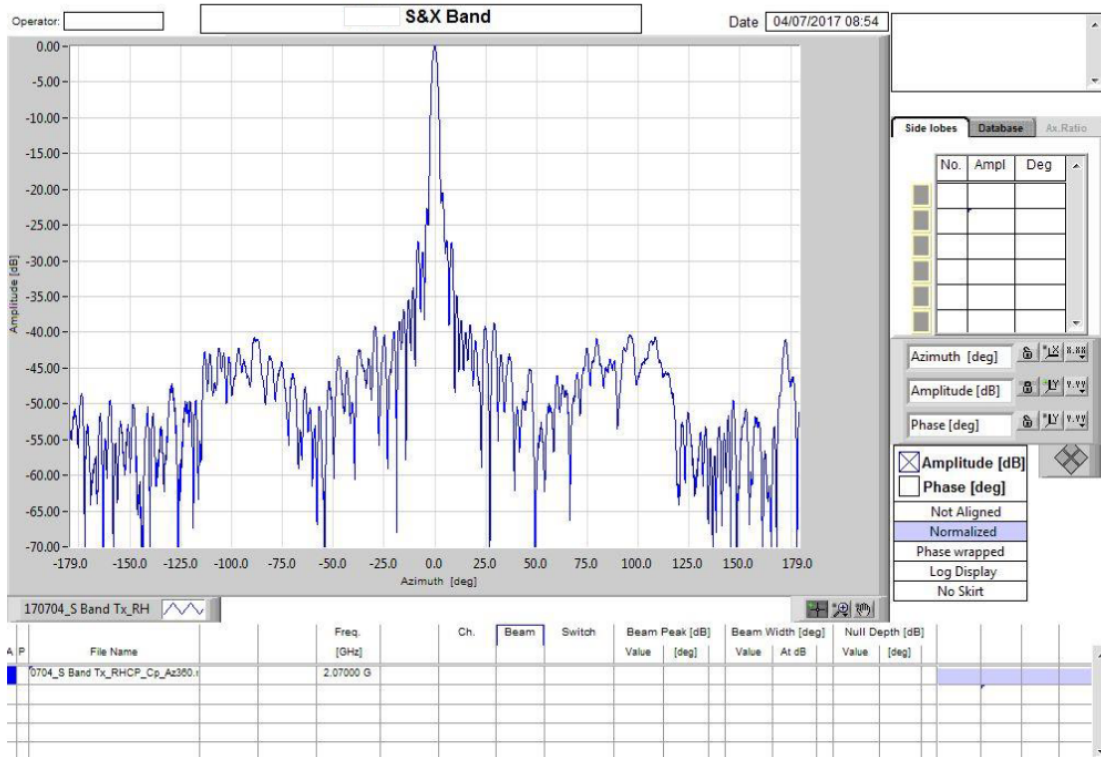 Operator:
S&X Band
Date 04/07/2017 08:54
0.00
-5.00
-10.00
-15.00
-20.00
-25.00
-30.00
-35.00
-40.00
-45.00
-50.00
-55.00
-60.00
-65.00
-70.00
Amplitude [dB]
-179.0 -150.0 -125.0 -100.0 -75.0 -50.0 -25.0 0.0 25.0 50.0 75.0 100.0 125.0 150.0 179.0
Azimuth [deg]
170704_S Band Tx_RH
Side lobes Database Ax.Ratio
No. Ampl Deg
Azimuth [deg]
Amplitude [dB]
Phase [deg]
Amplitude [dB]
Phase [deg]
Not Aligned
Normalized
Phase wrapped
Log Display
No Skirt
Freq. Ch. Beam Switch Beam Peak [dB] Beam Width [deg] Null Depth [dB]
A P File Name [GHz] Value [deg] Value At dB Value [deg]
0704_S Band Tx_RHCP_Cp_Az360.r 2.07000 G